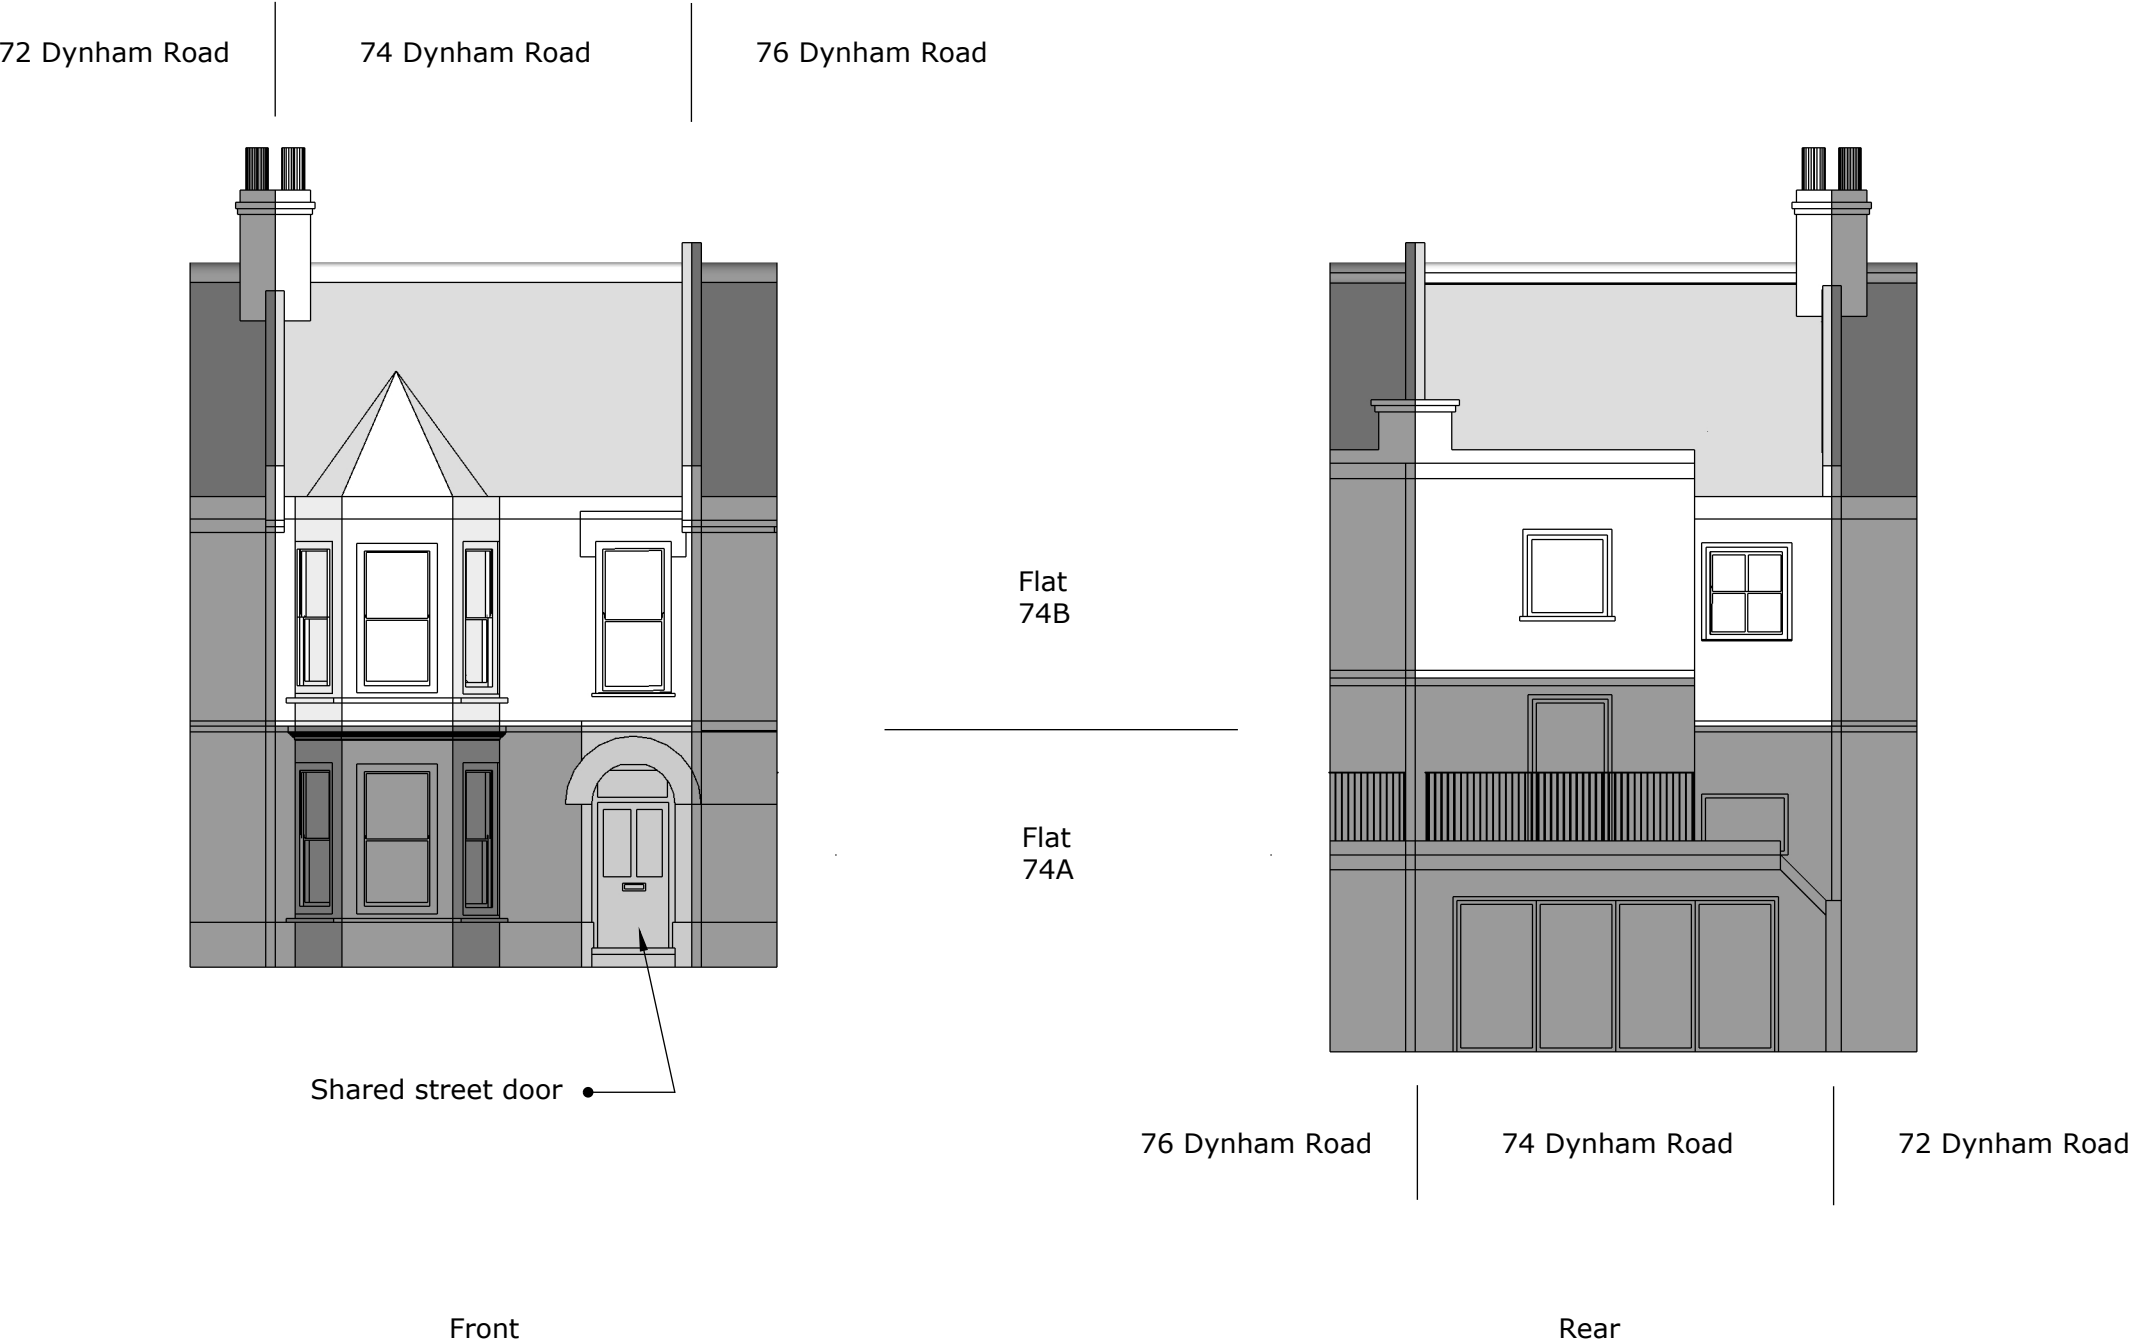 72 Dynham Road
74 Dynham Road
76 Dynham Road
Flat
74B
Flat
74A
Shared street door
76 Dynham Road
74 Dynham Road
72 Dynham Road
Front
Rear